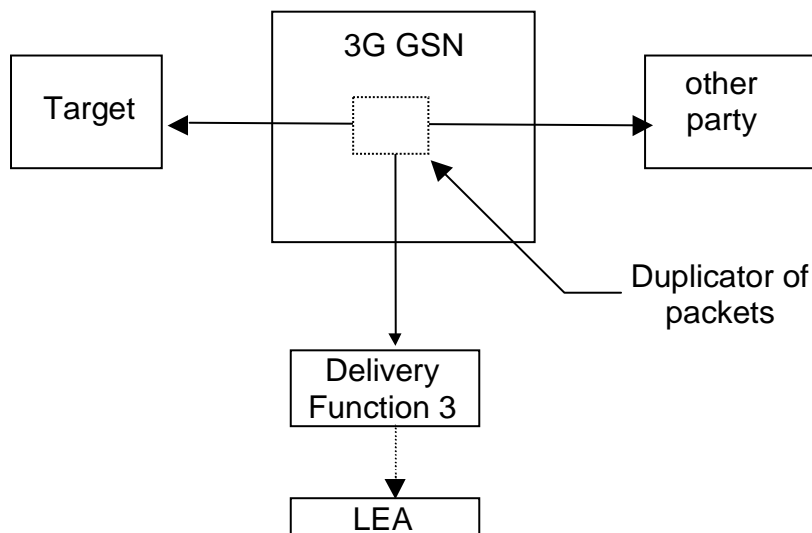 3G GSN
Target
other
party
Duplicator of
packets
Delivery
Function 3
LEA